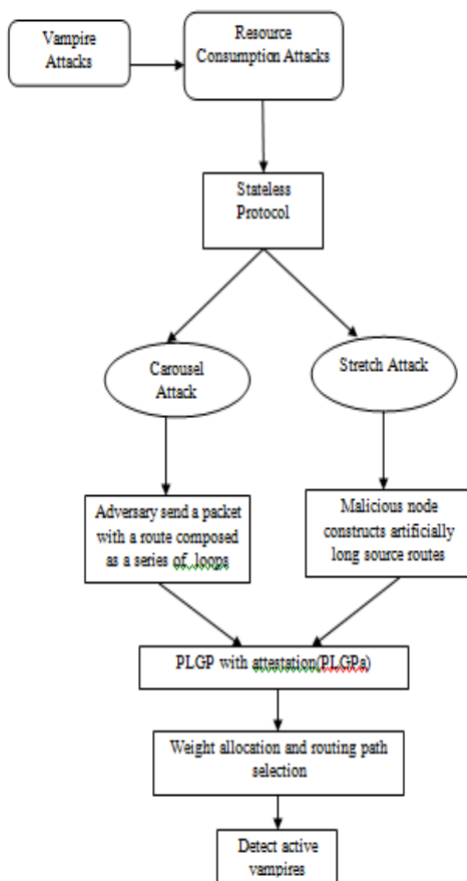 Vampire
Attacks
Resource
Consumption Attacks
Stateless
Protocol
Carousel
Attack
Stretch Attack
Adversary send a packet
with a route composed
as a series of loops
Malicious node
constructs artificially
long source routes
PLGP with attestation(PLGPa)
Weight allocation and routing path
selection
Detect active
vampires